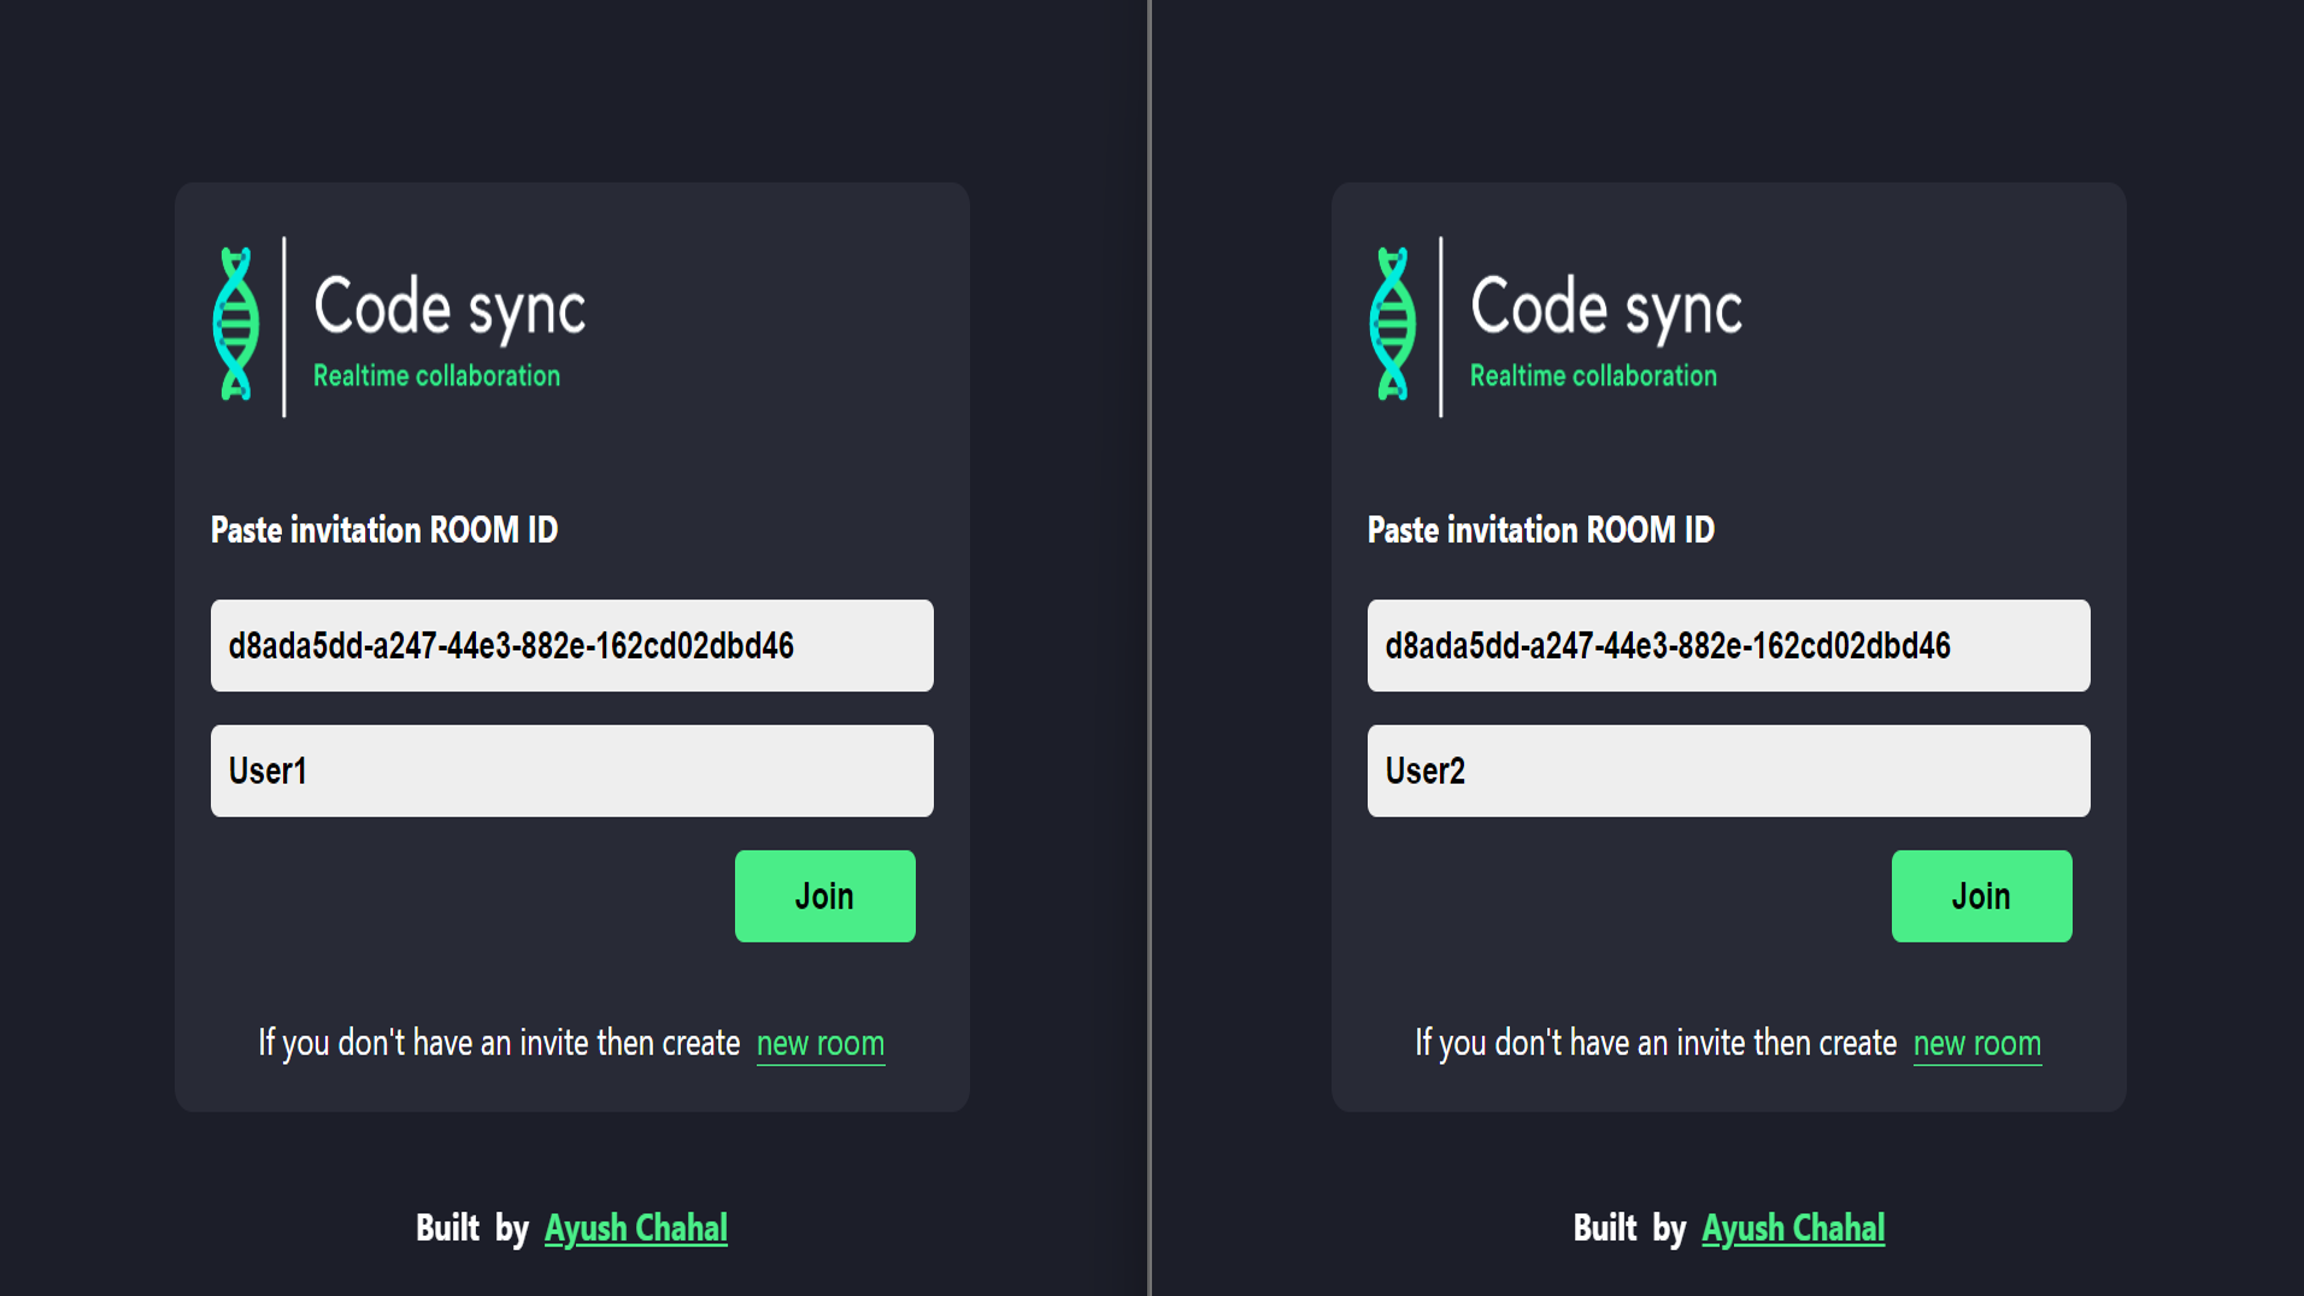 Code sync
Realtime collaboration
Paste invitation ROOM ID
d8ada5dd-a247-44e3-882e-162cd02dbd46
User1
Join
If you don't have an invite then create new room
Built by Ayush Chahal
Code sync
Realtime collaboration
Paste invitation ROOM ID
d8ada5dd-a247-44e3-882e-162cd02dbd46
User2
Join
If you don't have an invite then create new room
Built by Ayush Chahal